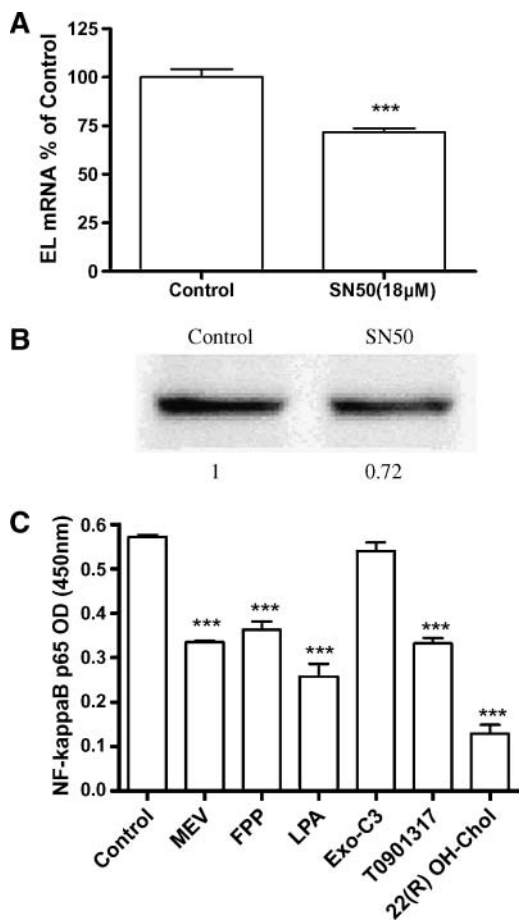 A
EL mRNA % of Control
125
100
75
50
25
0
***
Control
SN50(18µM)
B
Control SN50
1 0.72
C
NF-kappaB p65 OD (450nm)
0.6
0.5
0.4
0.3
0.2
0.1
0.0
***
***
***
***
***
Control
MEV
FPP
LPA
Exo-C3
T0901317
22(R) OH-Chol